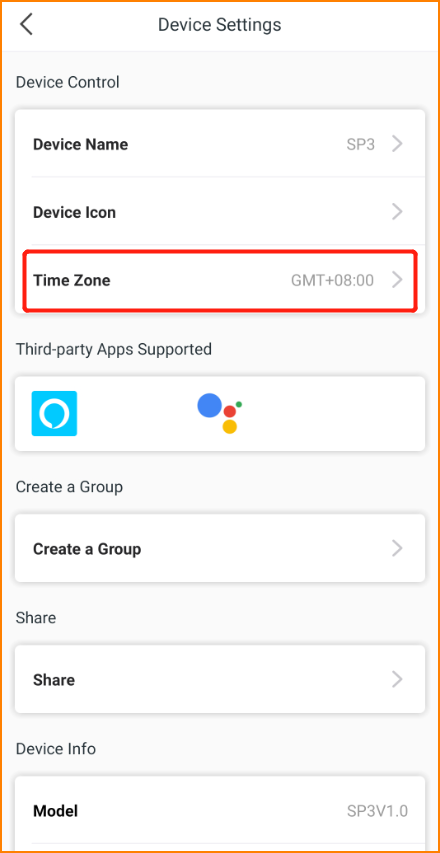 Device Settings
Device Control
Device Name SP3
Device Icon
Time Zone GMT+08:00
Third-party Apps Supported
Create a Group
Create a Group
Share
Share
Device Info
Model SP3V1.0